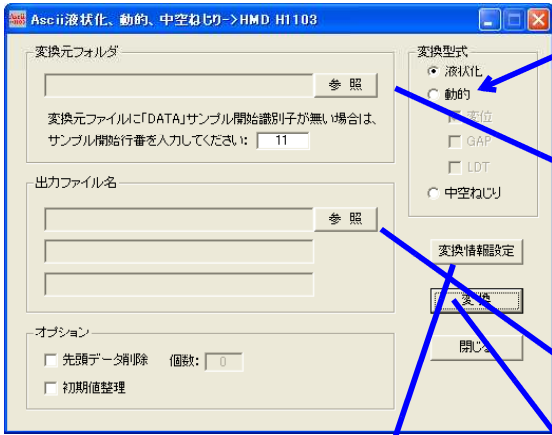 Ascii液状化、動的、中空ねじり->HMD H1103
変換元フォルダ
参 照
変換元ファイルに「DATA」サンプル開始識別子が無い場合は、
サンプル開始行番を入力してください: 11
出力ファイル名
参 照
オプション
先頭データ削除 個数: 0
初期値整理
変換型式
液状化
動的
変位
GAP
LDT
中空ねじり
変換情報設定
変 換
閉じる